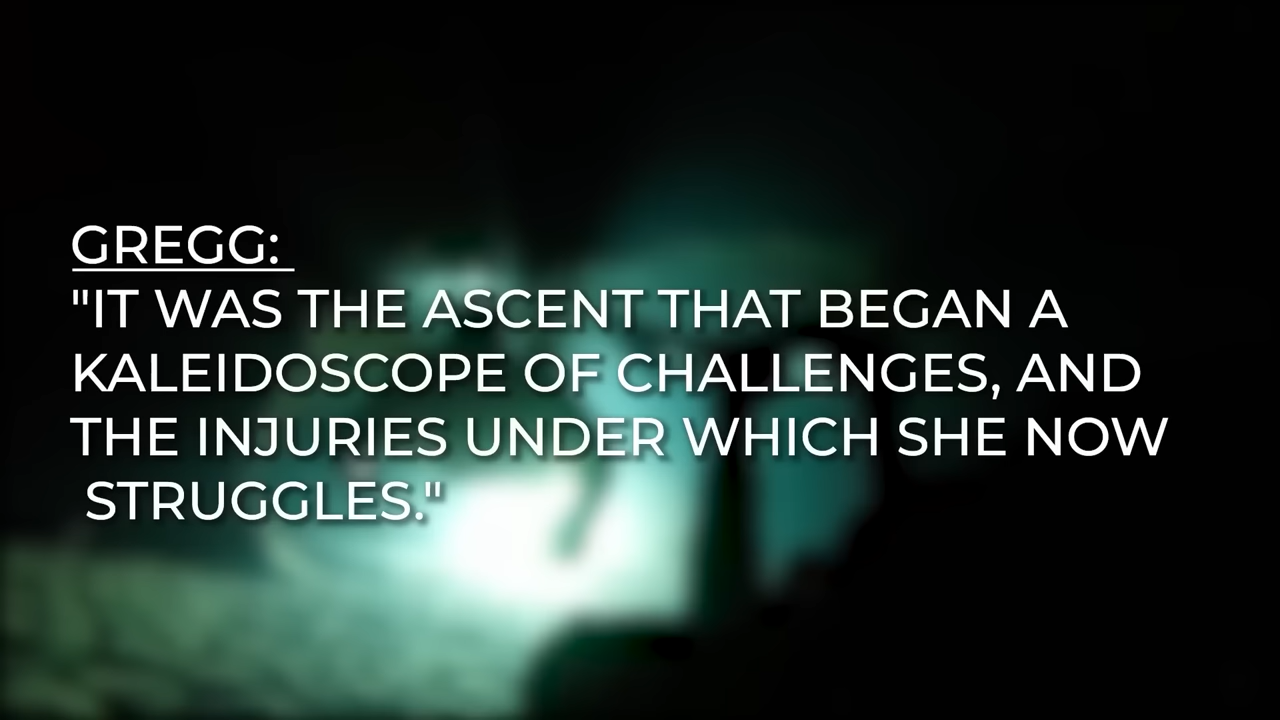 GREGG:
"IT WAS THE ASCENT THAT BEGAN A
KALEIDOSCOPE OF CHALLENGES, AND
THE INJURIES UNDER WHICH SHE NOW
STRUGGLES."